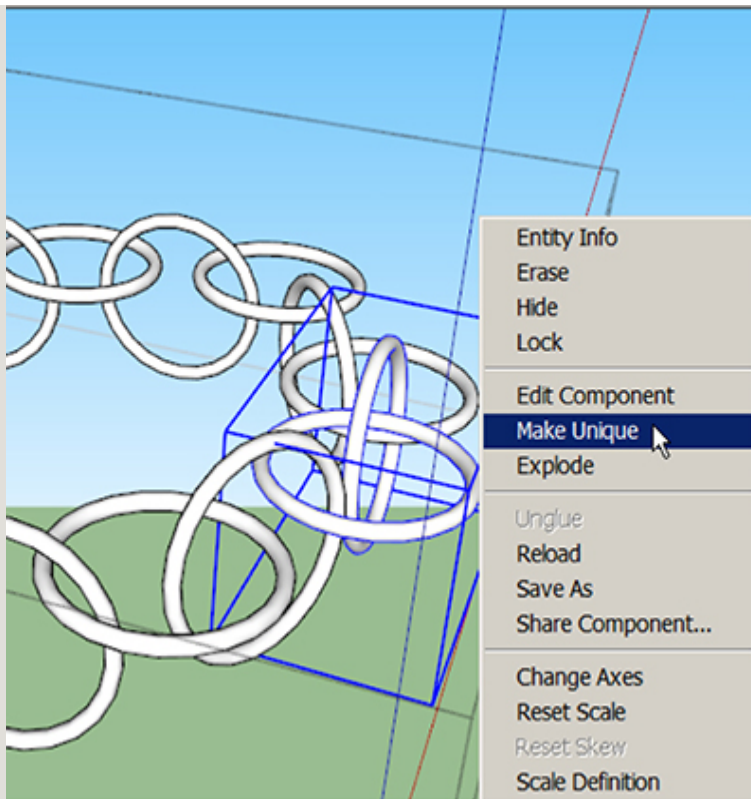 Entity Info
Erase
Hide
Lock
Edit Component
Make Unique
Explode
Unglue
Reload
Save As
Share Component...
Change Axes
Reset Scale
Reset Skew
Scale Definition